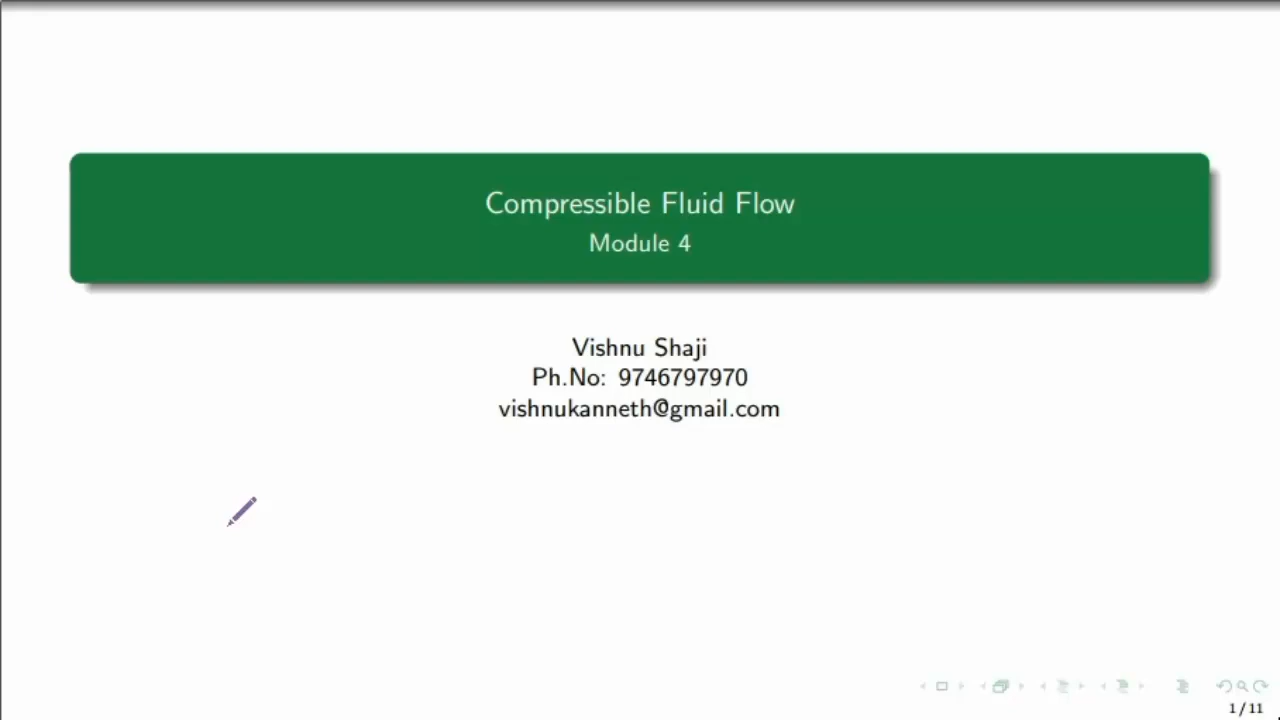 Compressible Fluid Flow
Module 4
Vishnu Shaji
Ph.No: 9746797970
vishnukanneth@gmail.com
1/11